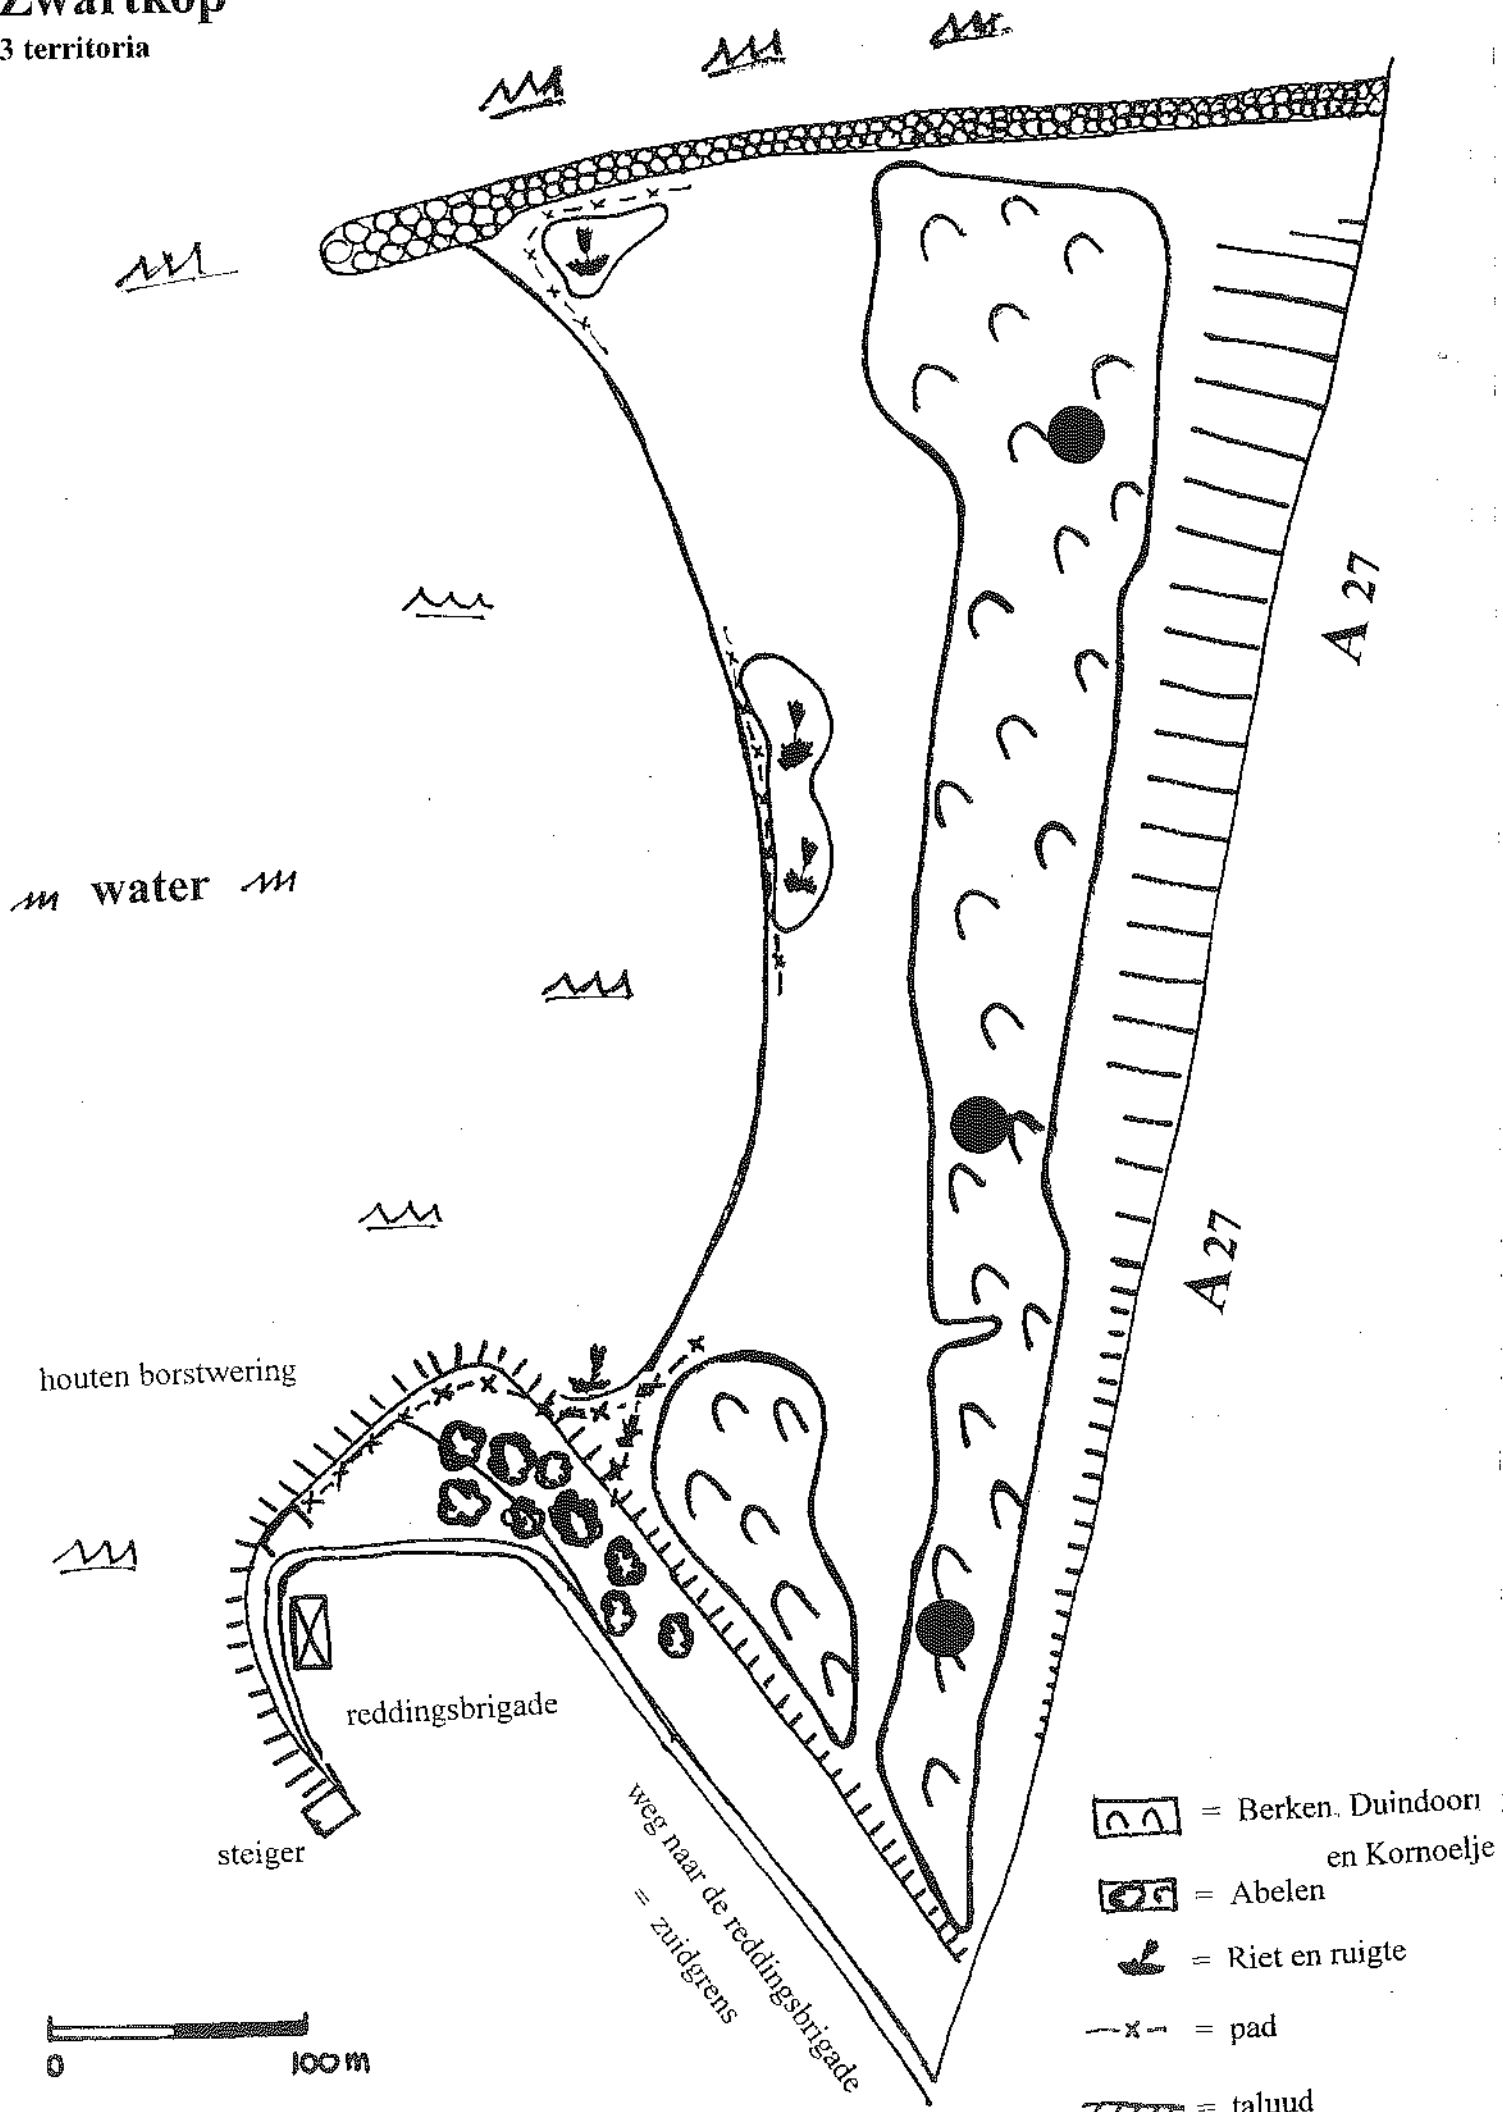 Zwartkop
3 territoria
A 27
water
A 27
houten borstwering
reddingsbrigade
steiger
weg naar de reddingsbrigade
= zuidgrens
= Berken, Duindoorn
en Kornoelje
= Abelen
= Riet en ruigte
= pad
= taluud
0 100 m